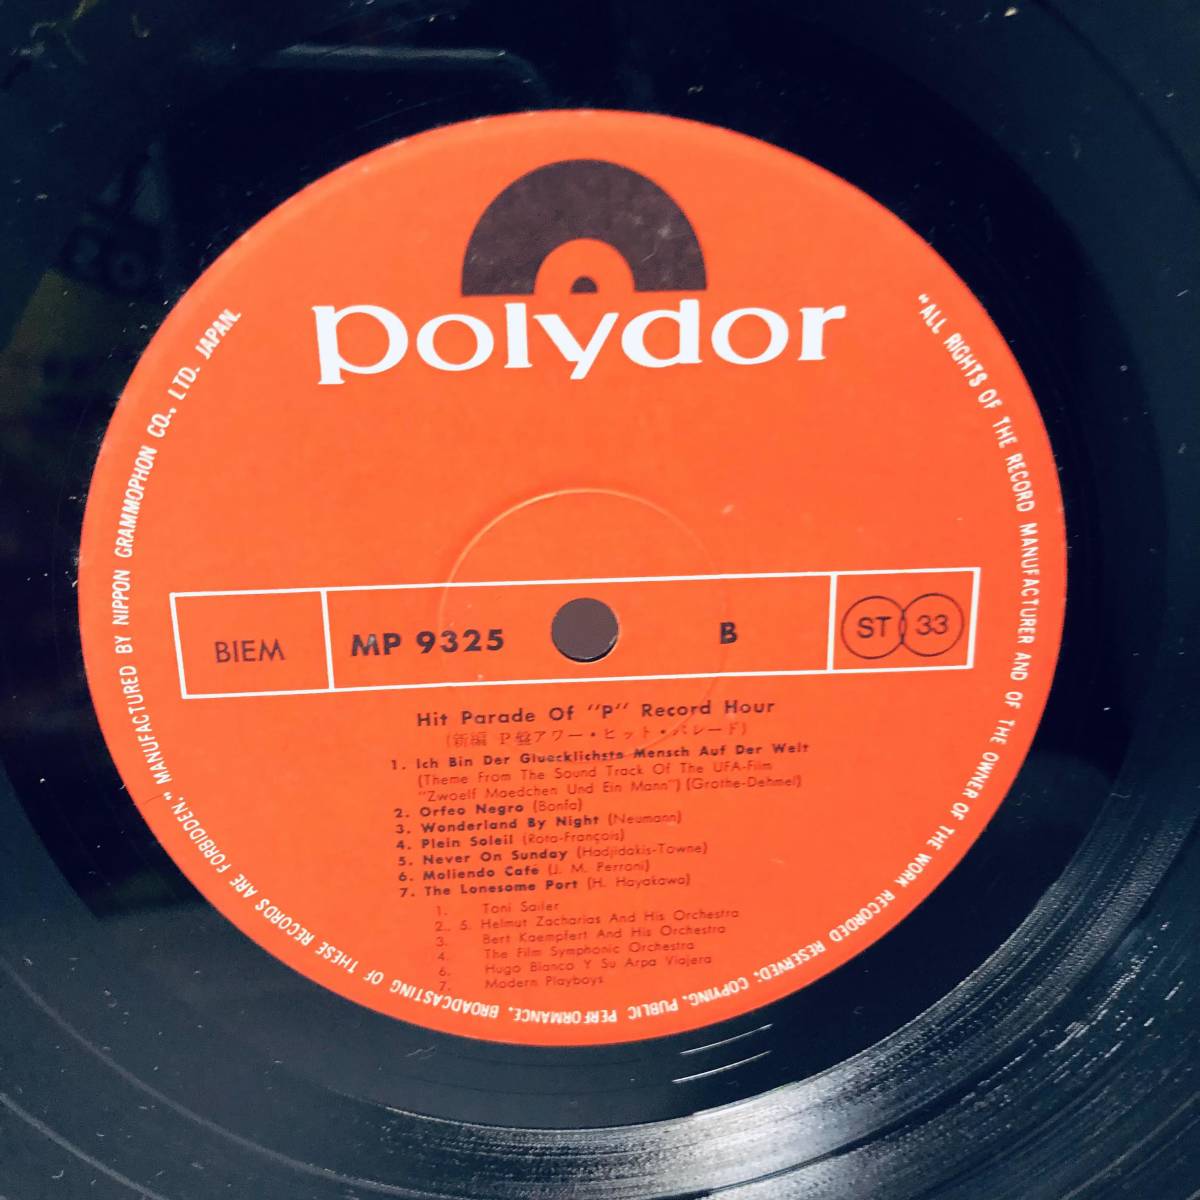 polydor
BIEM
MP 9325
B
ST 33
Hit Parade Of "P" Record Hour
(新編 P盤アワー・ヒット・パレード)
1. Ich Bin Der Gluecklichste Mensch Auf Der Welt
(Theme From The Sound Track Of The UFA-Film
"Zwoelf Maedchen Und Ein Mann") (Grothe-Dehmel)
2. Orfeo Negro (Bonfa)
3. Wonderland By Night (Neumann)
4. Plein Soleil (Rota-François)
5. Never On Sunday (Hadjidakis-Towne)
6. Moliendo Café (J. M. Perroni)
7. The Lonesome Port (H. Hayakawa)
1. Toni Sailer
2. 5. Helmut Zacharias And His Orchestra
3. Bert Kaempfert And His Orchestra
4. The Film Symphonic Orchestra
6. Hugo Blanco Y Su Arpa Viajera
7. Modern Playboys
"ALL RIGHTS OF THE RECORD MANUFACTURER AND OF THE OWNER OF THE WORK RECORDED RESERVED; COPYING, PUBLIC PERFORMANCE, BROADCASTING OF THESE RECORDS ARE FORBIDDEN." MANUFACTURED BY NIPPON GRAMMOPHON CO., LTD. JAPAN.